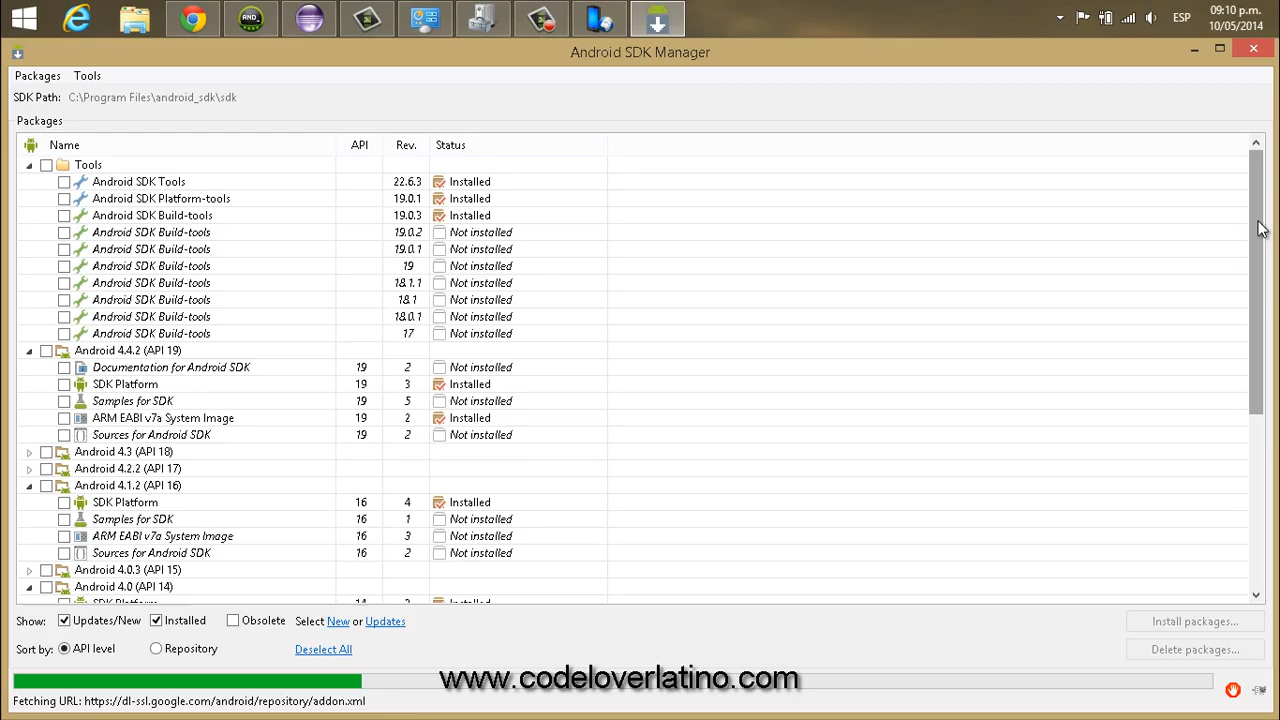 AND.
ESP
09:10 p.m.
10/05/2014
Android SDK Manager
Packages Tools
SDK Path: C:\Program Files\android_sdk\sdk
Packages
Name API Rev. Status
Tools
Android SDK Tools 22.6.3 Installed
Android SDK Platform-tools 19.0.1 Installed
Android SDK Build-tools 19.0.3 Installed
Android SDK Build-tools 19.0.2 Not installed
Android SDK Build-tools 19.0.1 Not installed
Android SDK Build-tools 19 Not installed
Android SDK Build-tools 18.1.1 Not installed
Android SDK Build-tools 18.1 Not installed
Android SDK Build-tools 18.0.1 Not installed
Android SDK Build-tools 17 Not installed
Android 4.4.2 (API 19)
Documentation for Android SDK 19 2 Not installed
SDK Platform 19 3 Installed
Samples for SDK 19 5 Not installed
ARM EABI v7a System Image 19 2 Installed
Sources for Android SDK 19 2 Not installed
Android 4.3 (API 18)
Android 4.2.2 (API 17)
Android 4.1.2 (API 16)
SDK Platform 16 4 Installed
Samples for SDK 16 1 Not installed
ARM EABI v7a System Image 16 3 Not installed
Sources for Android SDK 16 2 Not installed
Android 4.0.3 (API 15)
Android 4.0 (API 14)
SDK Platform 14 3 Installed
Show: Updates/New Installed Obsolete Select New or Updates Install packages...
Sort by: API level Repository Deselect All Delete packages...
www.codeloverlatino.com
Fetching URL: https://dl-ssl.google.com/android/repository/addon.xml